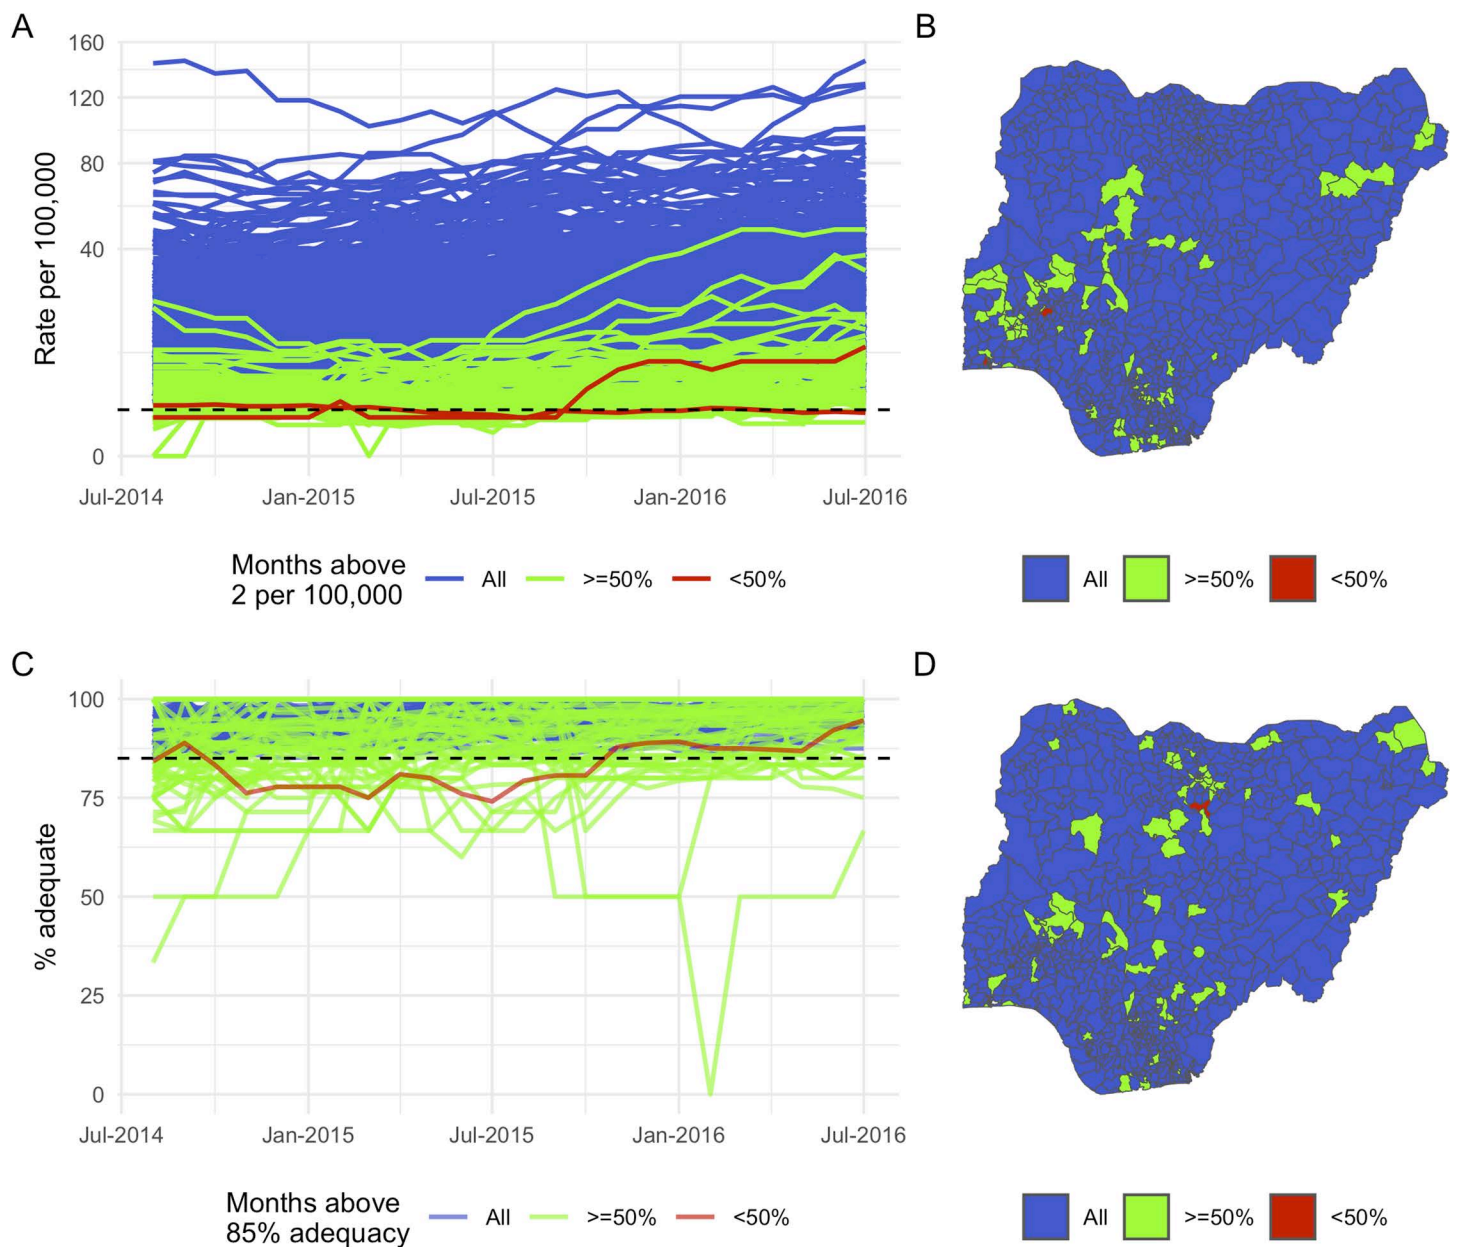 A
B
160
120
80
40
0
Rate per 100,000
Jul-2014 Jan-2015 Jul-2015 Jan-2016 Jul-2016
Months above
2 per 100,000
All >=50% <50%
All >=50% <50%
C
D
100
75
50
25
0
% adequate
Jul-2014 Jan-2015 Jul-2015 Jan-2016 Jul-2016
Months above
85% adequacy
All >=50% <50%
All >=50% <50%